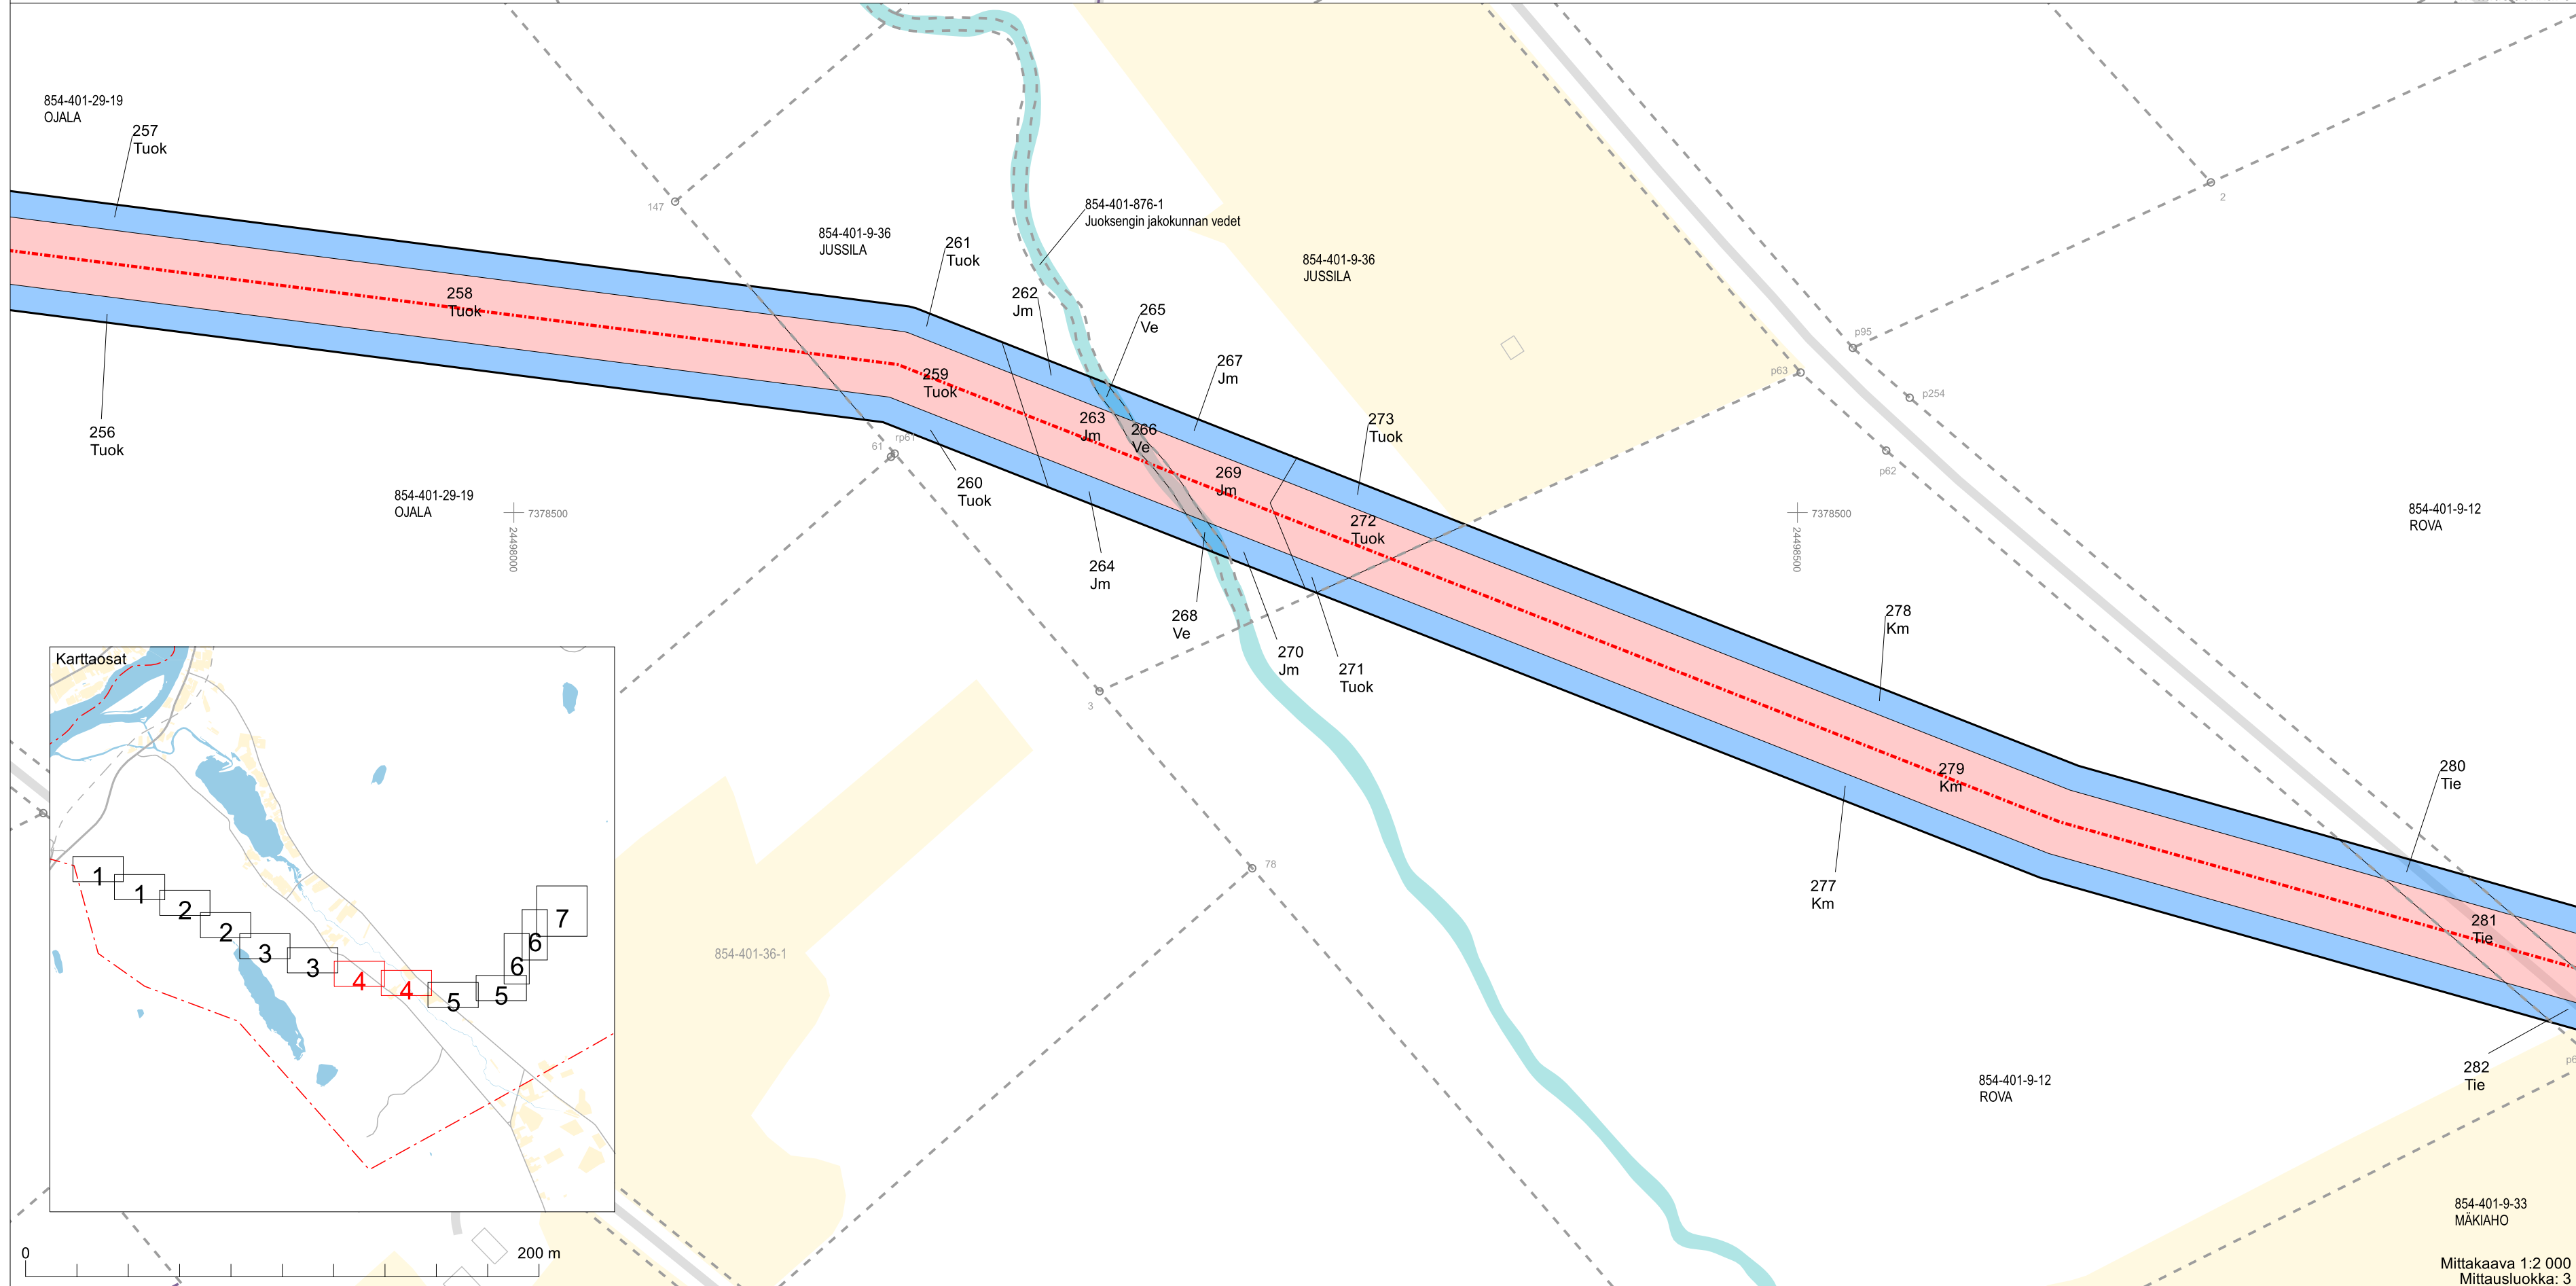 854-401-29-19
OJALA
257
Tuok
147
854-401-9-36
JUSSILA
261
Tuok
854-401-876-1
Juoksengin jakokunnan vedet
854-401-9-36
JUSSILA
2
258
Tuok
262
Jm
265
Ve
267
Jm
p95
p63
p254
259
Tuok
263
Jm
266
Ve
273
Tuok
256
Tuok
61
rp61
269
Jm
p62
260
Tuok
854-401-29-19
OJALA
7378500
24498000
272
Tuok
7378500
24498500
854-401-9-12
ROVA
264
Jm
268
Ve
270
Jm
271
Tuok
278
Km
3
Karttaosat
1
1
2
2
3
3
4
4
5
5
6
6
7
279
Km
280
Tie
78
277
Km
281
Tie
854-401-36-1
282
Tie
854-401-9-12
ROVA
854-401-9-33
MÄKIAHO
0
200 m
Mittakaava 1:2 000
Mittausluokka: 3